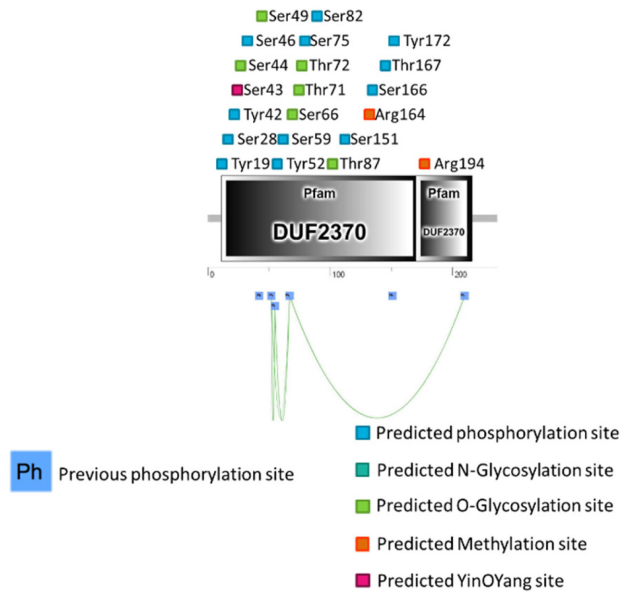 Ser49 Ser82
Ser46 Ser75 Tyr172
Ser44 Thr72 Thr167
Ser43 Thr71 Ser166
Tyr42 Ser66 Arg164
Ser28 Ser59 Ser151
Tyr19 Tyr52 Thr87 Arg194
Pfam Pfam
DUF2370 DUF2370
0 100 200
Predicted phosphorylation site
Ph Previous phosphorylation site
Predicted N-Glycosylation site
Predicted O-Glycosylation site
Predicted Methylation site
Predicted YinOYang site